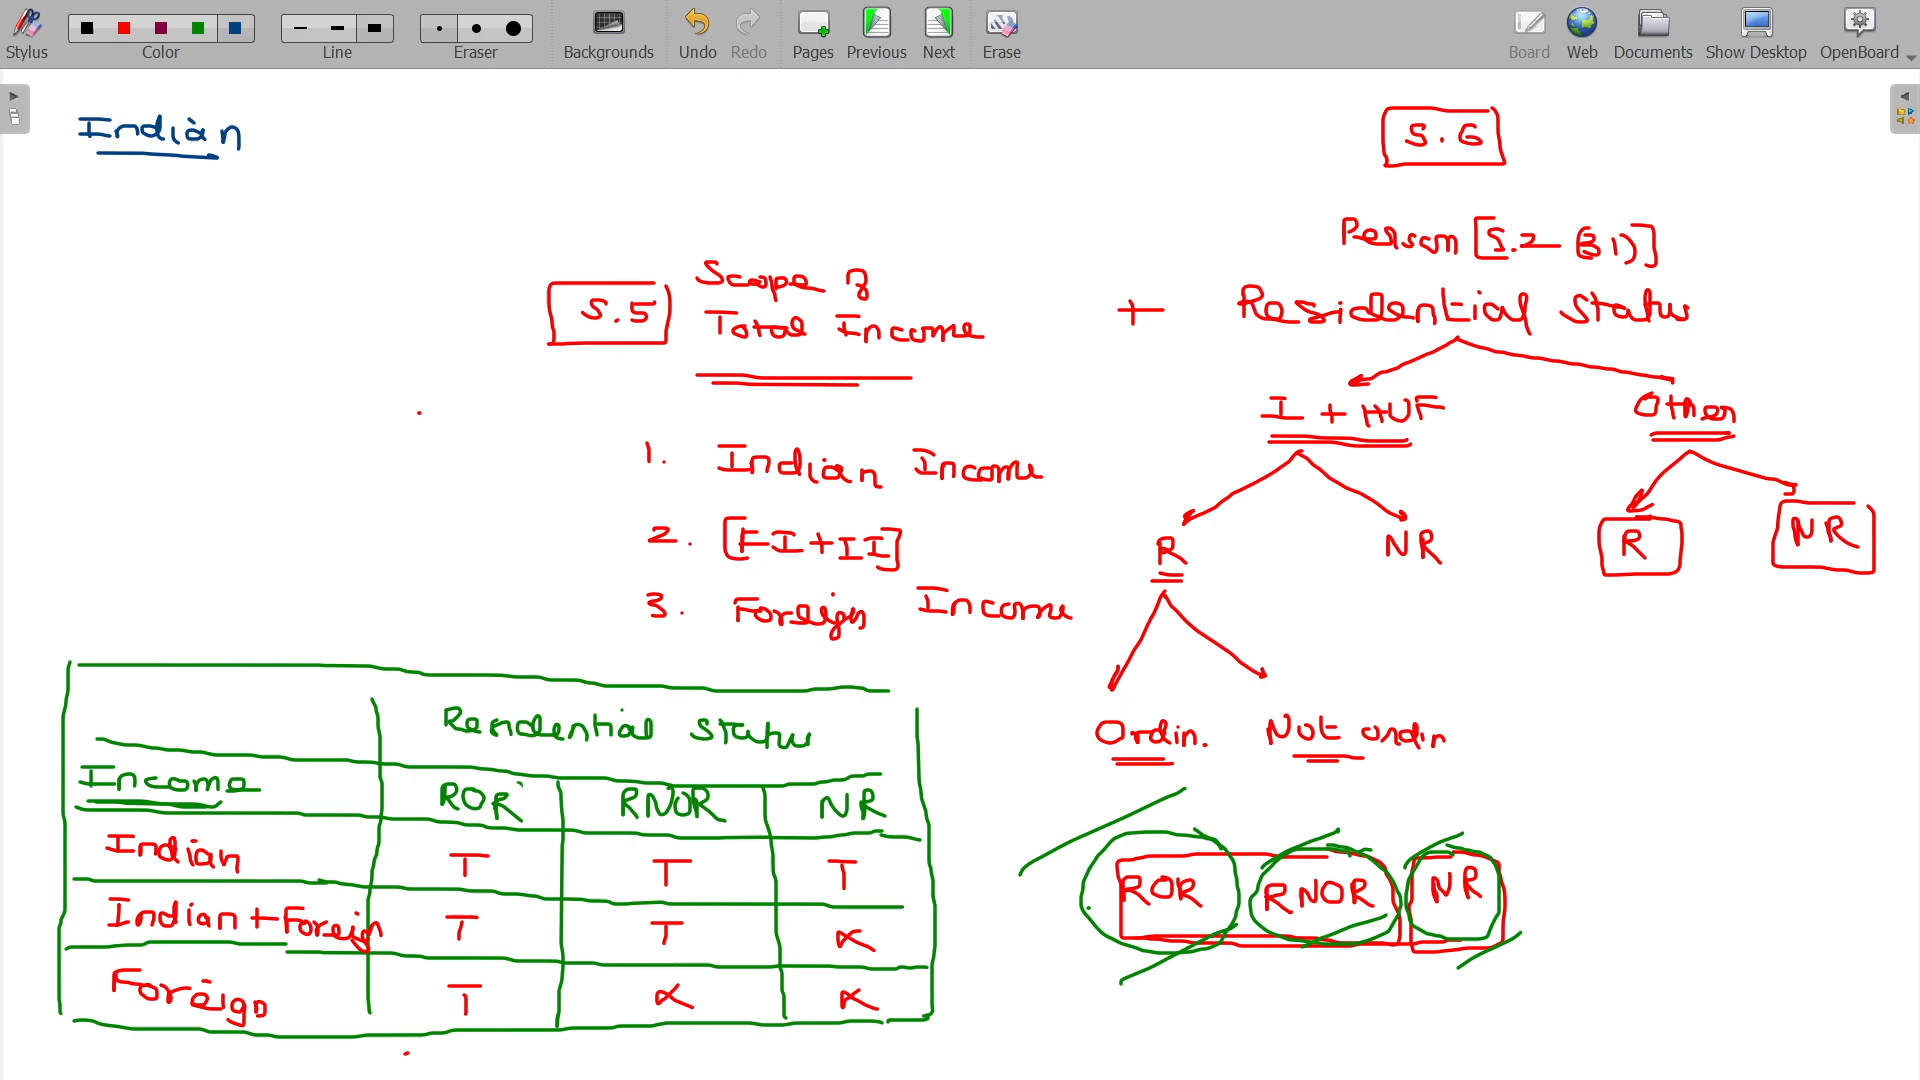 Stylus Color Line Eraser Backgrounds Undo Redo Pages Previous Next Erase Board Web Documents Show Desktop OpenBoard
Indian
S.6
Person [S.2-(31)]
S.5 Scope of
Total Income
+ Residential Status
I + HUF Other
1. Indian Income
2. [FI+II]
3. Foreign Income
R NR R NR
Ordin. Not ordin
Residential Status
Income ROR RNOR NR
Indian T T T
Indian + Foreign T T x
Foreign T x x
ROR RNOR NR